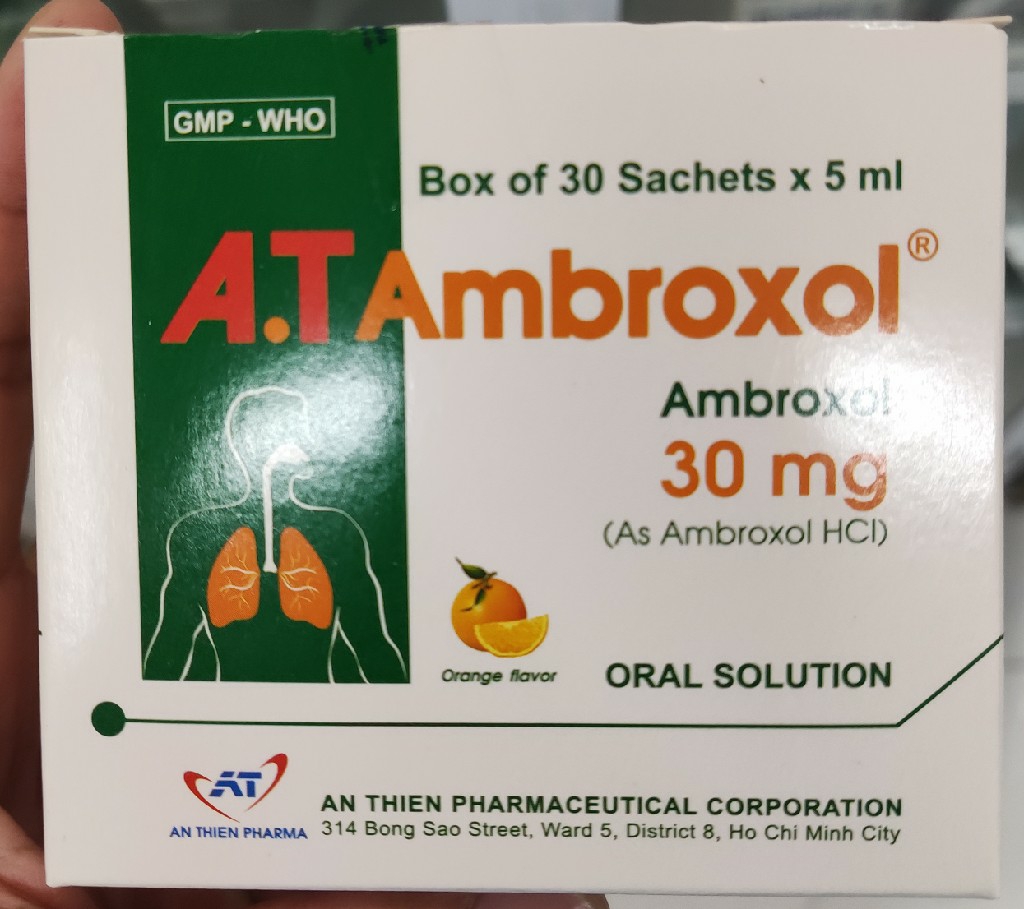 GMP - WHO
Box of 30 Sachets x 5 ml
A.T Ambroxol®
Ambroxol
30 mg
(As Ambroxol HCl)
Orange flavor
ORAL SOLUTION
AT
AN THIEN PHARMA
AN THIEN PHARMACEUTICAL CORPORATION
314 Bong Sao Street, Ward 5, District 8, Ho Chi Minh City